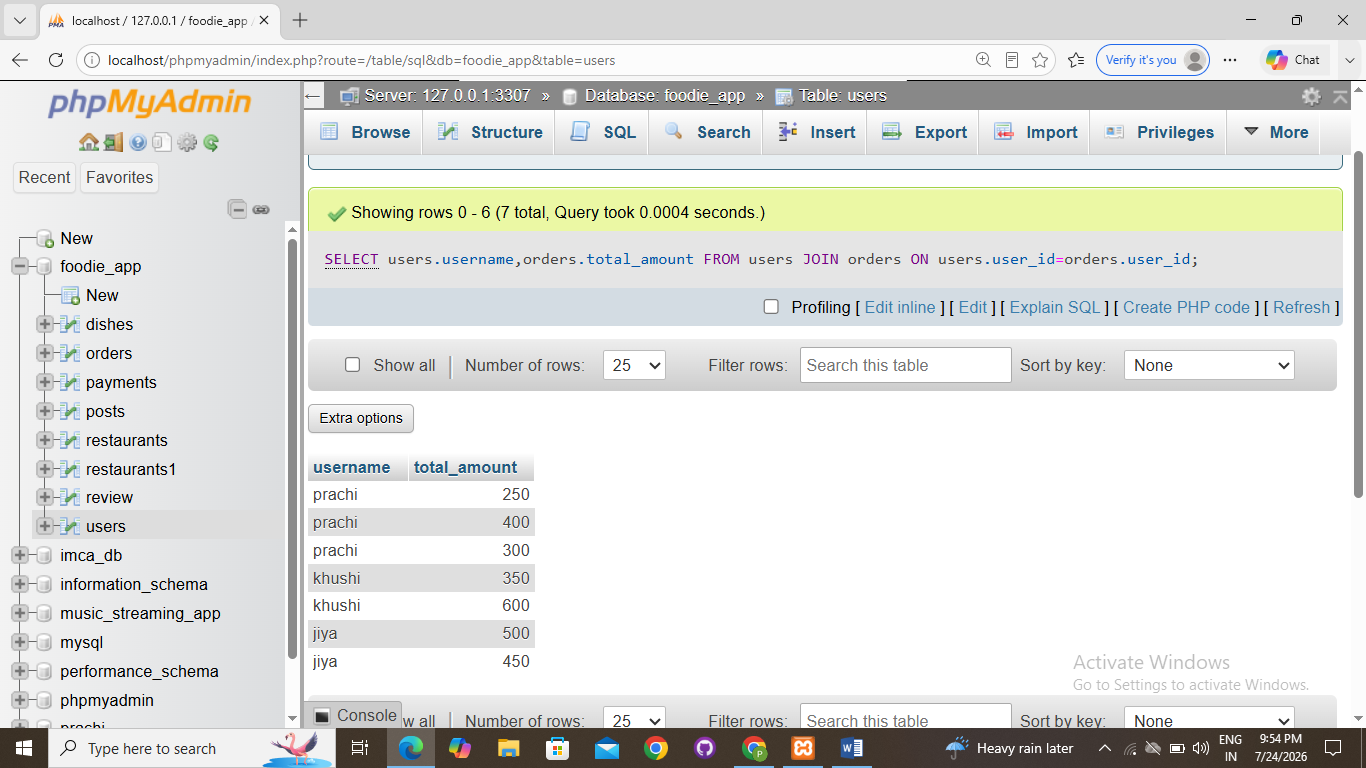 localhost / 127.0.0.1 / foodie_app
localhost/phpmyadmin/index.php?route=/table/sql&db=foodie_app&table=users
Verify it's you
Chat
phpMyAdmin
Recent
Favorites
New
foodie_app
New
dishes
orders
payments
posts
restaurants
restaurants1
review
users
imca_db
information_schema
music_streaming_app
mysql
performance_schema
phpmyadmin
prachi
Server: 127.0.0.1:3307 » Database: foodie_app » Table: users
Browse Structure SQL Search Insert Export Import Privileges More
Showing rows 0 - 6 (7 total, Query took 0.0004 seconds.)
SELECT users.username,orders.total_amount FROM users JOIN orders ON users.user_id=orders.user_id;
Profiling [ Edit inline ] [ Edit ] [ Explain SQL ] [ Create PHP code ] [ Refresh ]
Show all Number of rows: 25 Filter rows: Search this table Sort by key: None
Extra options
username total_amount
prachi 250
prachi 400
prachi 300
khushi 350
khushi 600
jiya 500
jiya 450
Activate Windows
Go to Settings to activate Windows.
Console
w all Number of rows: 25 Filter rows: Search this table Sort by key: None
Type here to search
Heavy rain later
ENG
IN
9:54 PM
7/24/2026